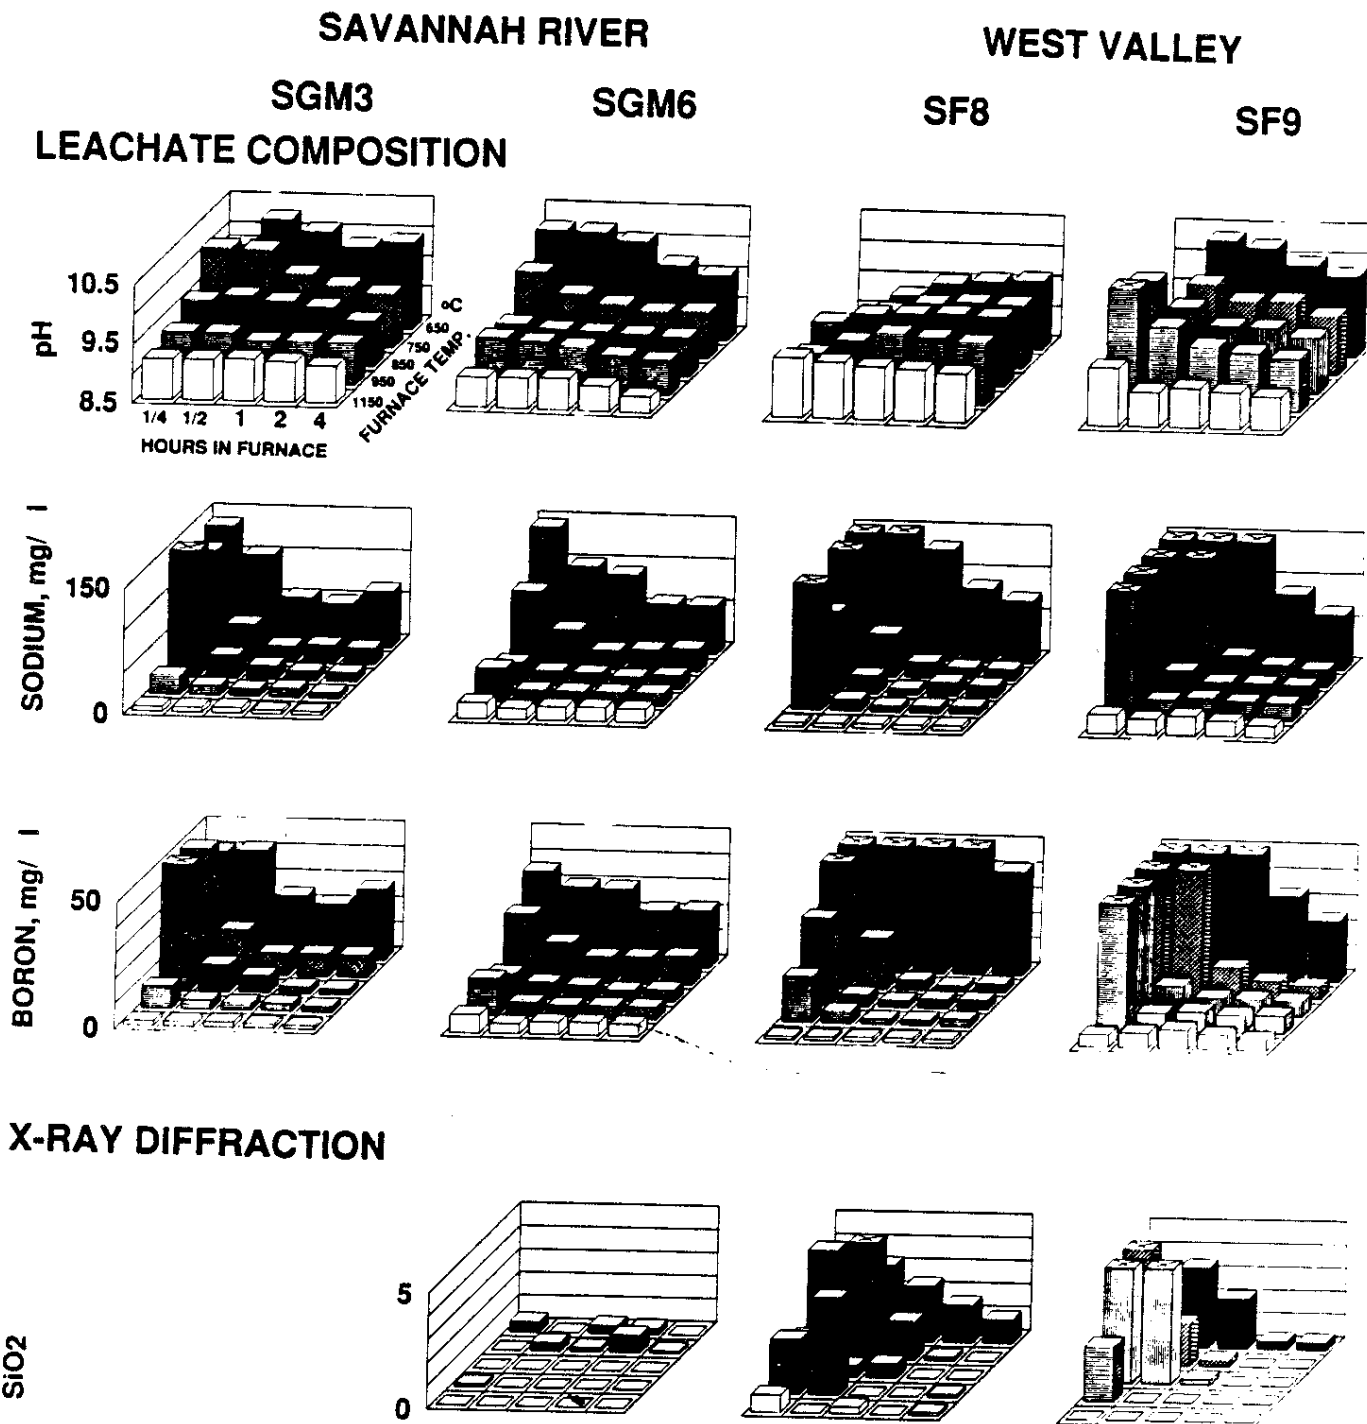 SAVANNAH RIVER
WEST VALLEY
SGM3
SGM6
SF8
SF9
LEACHATE COMPOSITION
10.5
9.5
8.5
pH
1/4 1/2 1 2 4
HOURS IN FURNACE
°C
650
750
850
950
1150
FURNACE TEMP.
SODIUM, mg/ l
150
0
BORON, mg/ l
50
0
X-RAY DIFFRACTION
SiO2
5
0